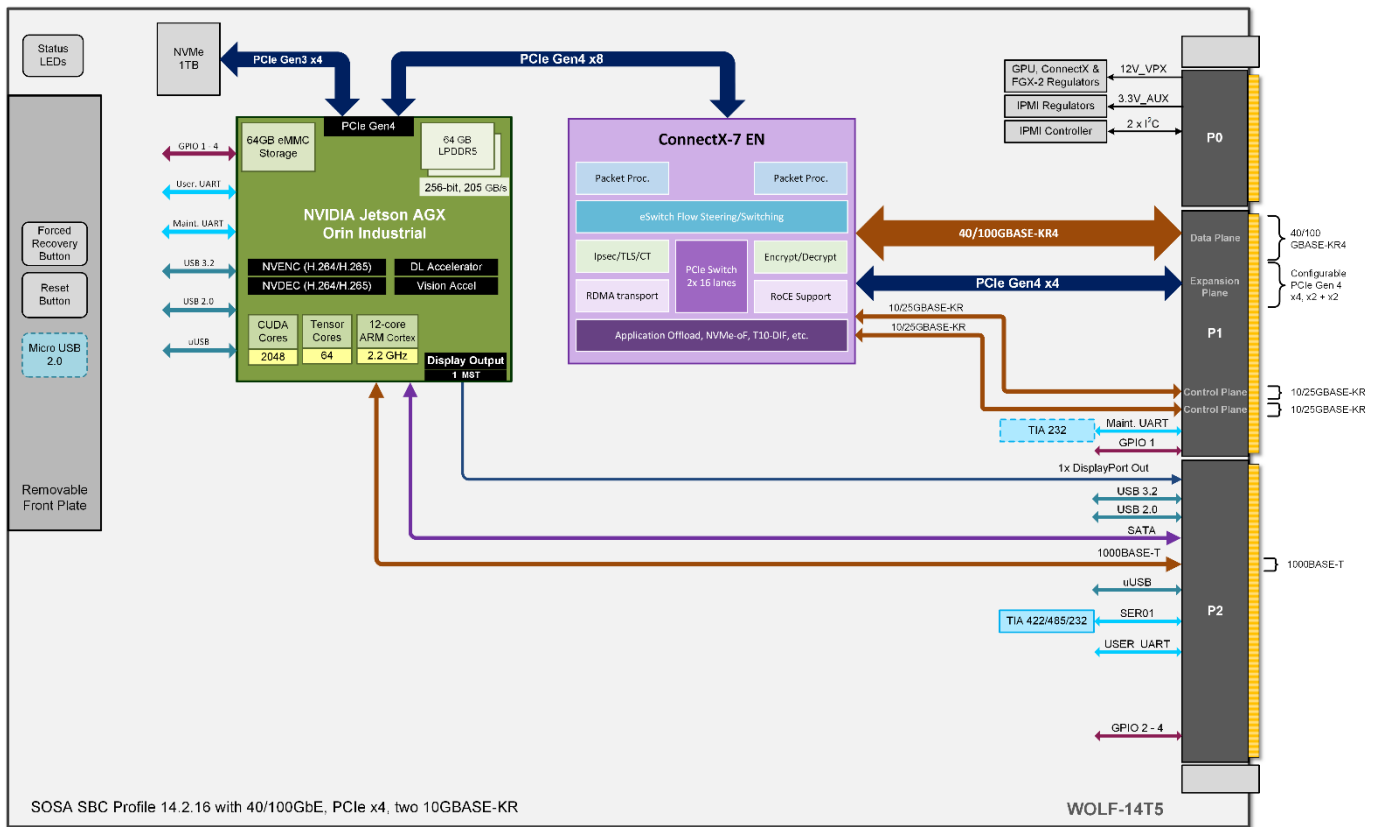 Status
LEDs
NVMe
1TB
PCIe Gen3 x4
PCIe Gen4 x8
GPU, ConnectX &
FGX-2 Regulators
12V_VPX
IPMI Regulators
3.3V_AUX
IPMI Controller
2 x I²C
P0
PCIe Gen4
64GB eMMC
Storage
64 GB
LPDDR5
256-bit, 205 GB/s
NVIDIA Jetson AGX
Orin Industrial
NVENC (H.264/H.265)
DL Accelerator
NVDEC (H.264/H.265)
Vision Accel
CUDA
Cores
2048
Tensor
Cores
64
12-core
ARM Cortex
2.2 GHz
Display Output
1 MST
GPIO 1 - 4
User. UART
Maint. UART
USB 3.2
USB 2.0
uUSB
Forced
Recovery
Button
Reset
Button
Micro USB
2.0
Removable
Front Plate
ConnectX-7 EN
Packet Proc.
Packet Proc.
eSwitch Flow Steering/Switching
Ipsec/TLS/CT
PCIe Switch
2x 16 lanes
Encrypt/Decrypt
RDMA transport
RoCE Support
Application Offload, NVMe-oF, T10-DIF, etc.
40/100GBASE-KR4
Data Plane
40/100
GBASE-KR4
PCIe Gen4 x4
Expansion
Plane
Configurable
PCIe Gen 4
x4, x2 + x2
10/25GBASE-KR
10/25GBASE-KR
P1
Control Plane
10/25GBASE-KR
Control Plane
10/25GBASE-KR
TIA 232
Maint. UART
GPIO 1
1x DisplayPort Out
USB 3.2
USB 2.0
SATA
1000BASE-T
1000BASE-T
uUSB
TIA 422/485/232
SER01
P2
USER UART
GPIO 2 - 4
SOSA SBC Profile 14.2.16 with 40/100GbE, PCIe x4, two 10GBASE-KR
WOLF-14T5